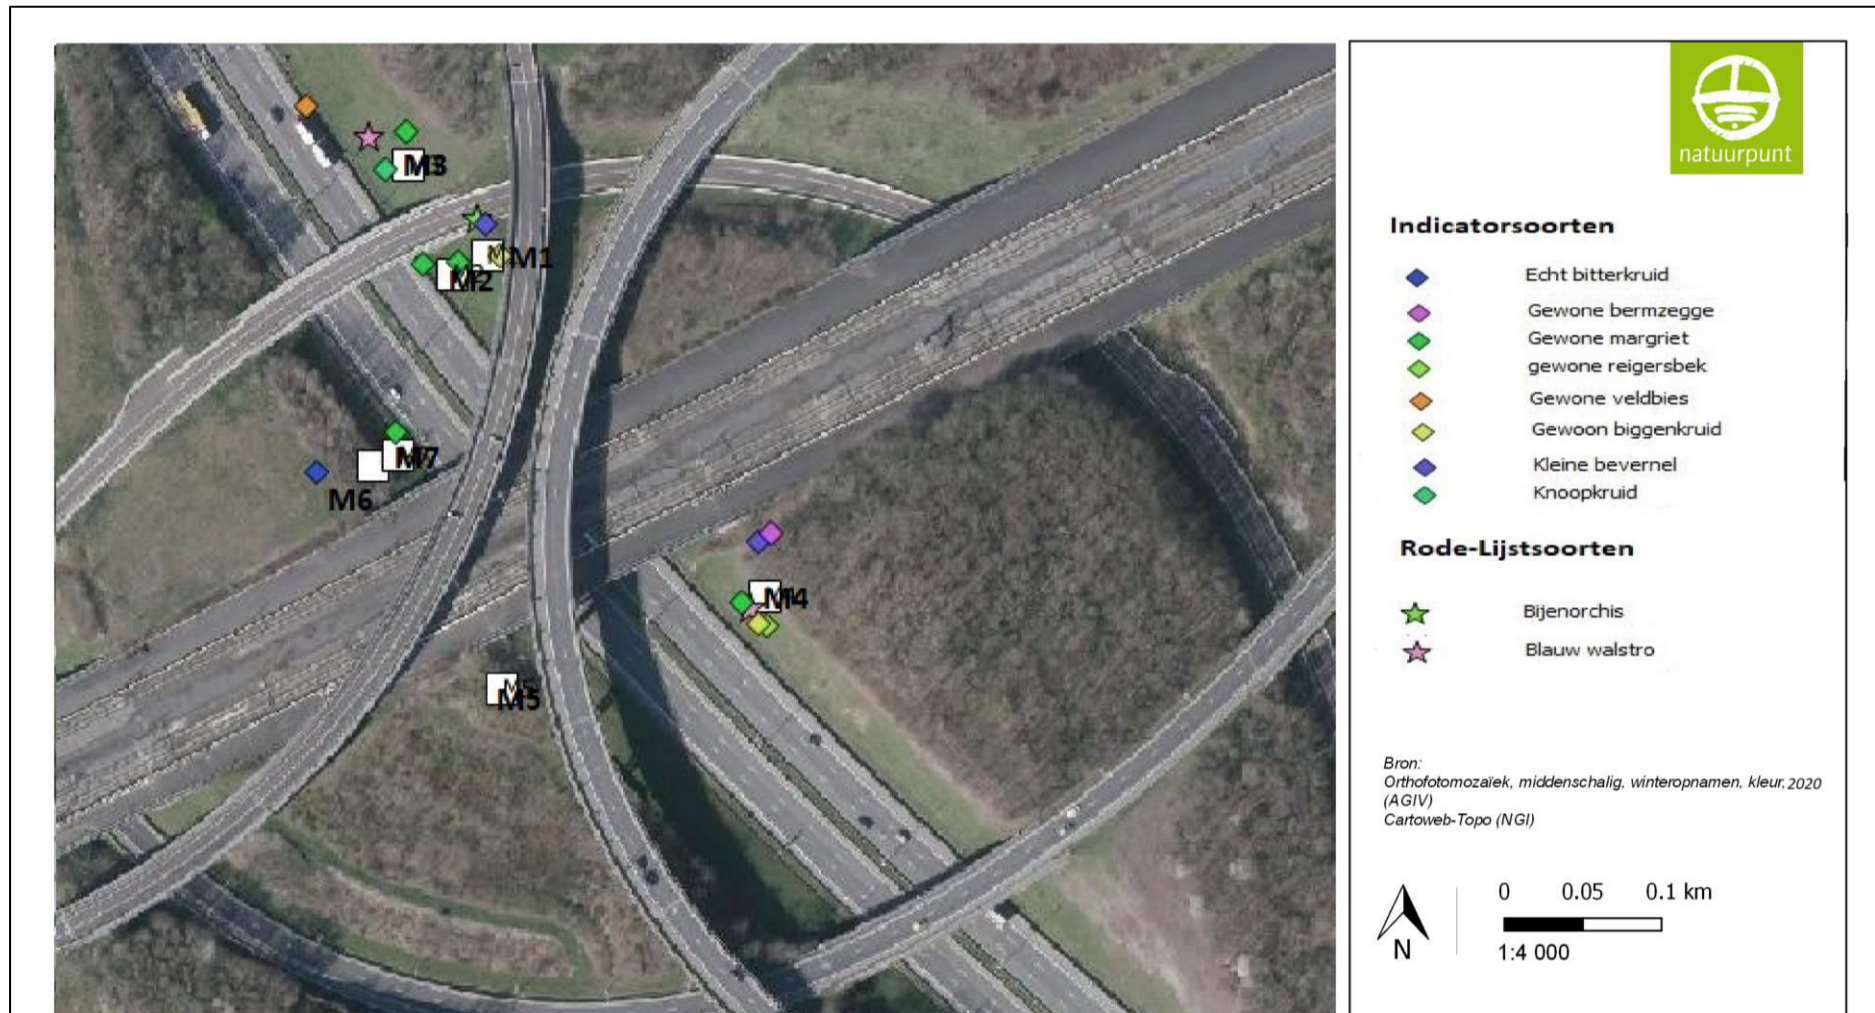 M3
M1
M2
M7
M6
M4
M5
natuurpunt
Indicatorsoorten
Echt bitterkruid
Gewone bermzegge
Gewone margriet
gewone reigersbek
Gewone veldbies
Gewoon biggenkruid
Kleine bevernel
Knoopkruid
Rode-Lijstsoorten
Bijenorchis
Blauw walstro
Bron:
Orthofotomozaïek, middenschalig, winteropnamen, kleur, 2020
(AGIV)
Cartoweb-Topo (NGI)
0 0.05 0.1 km
N
1:4 000